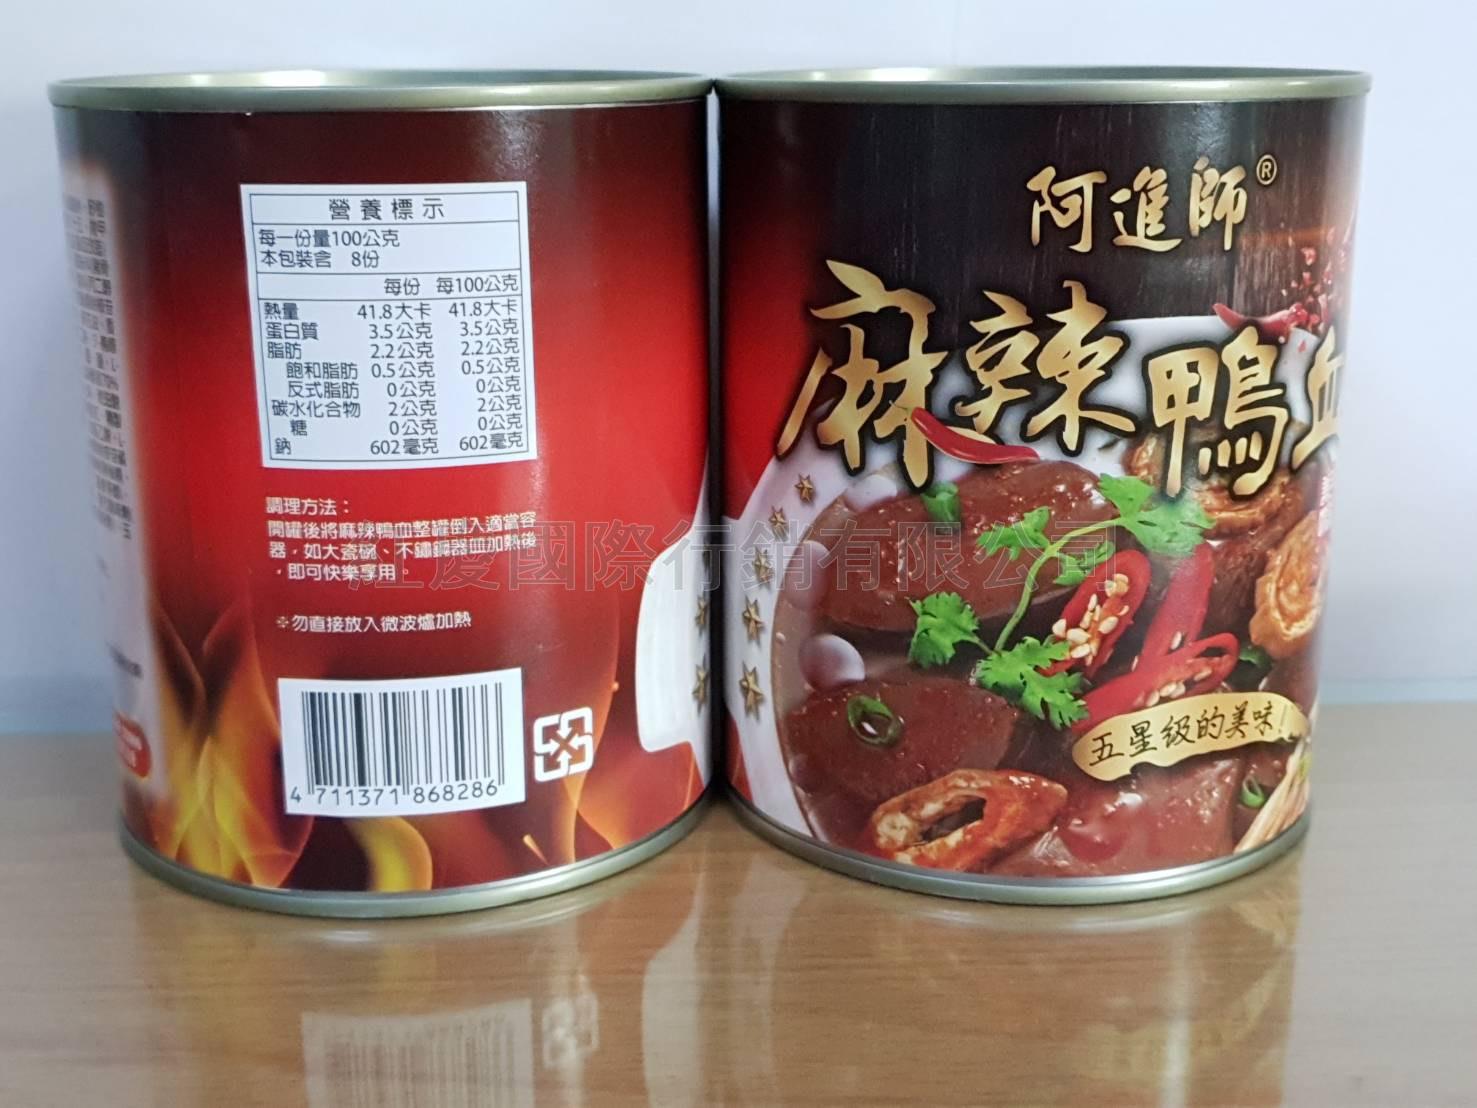 營養標示
每一份量100公克
本包裝含 8份
每份 每100公克
熱量 41.8大卡 41.8大卡
蛋白質 3.5公克 3.5公克
脂肪 2.2公克 2.2公克
飽和脂肪 0.5公克 0.5公克
反式脂肪 0公克 0公克
碳水化合物 2公克 2公克
糖 0公克 0公克
鈉 602毫克 602毫克
調理方法：
開罐後將麻辣鴨血整罐倒入適當容
器，如大瓷碗、不鏽鋼器皿加熱後
，即可快樂享用。
※勿直接放入微波爐加熱
4 711371 868286
阿進師®
麻辣鴨血
五星級的美味！
慶國際行銷有限公司